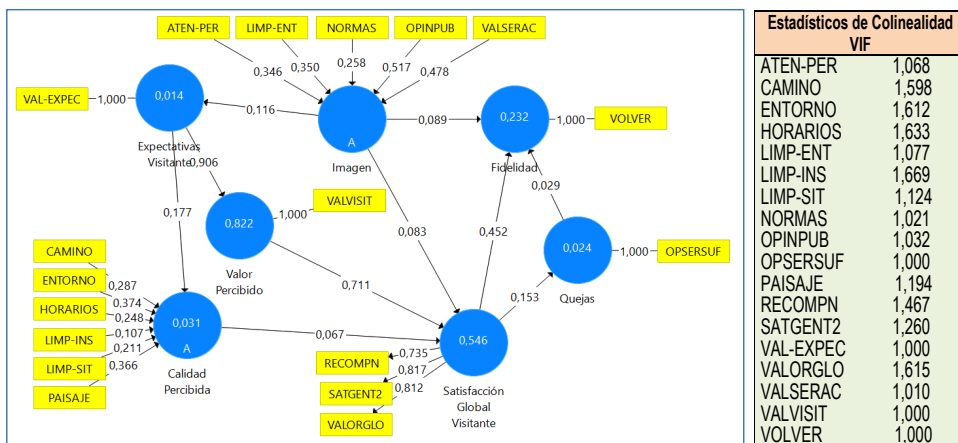 ATEN-PER LIMP-ENT NORMAS OPINPUB VALSERAC
0,346 0,350 0,258 0,517 0,478
VAL-EXPEC 1,000 0,014
Expectativas
Visitante
0,116
A
Imagen
0,089
0,232
Fidelidad
1,000 VOLVER
0,906
0,177
0,822
Valor
Percibido
1,000
VALVISIT
0,083
0,452
0,029
0,024
Quejas
1,000 OPSERSUF
0,711
0,153
CAMINO
ENTORNO
HORARIOS
LIMP-INS
LIMP-SIT
PAISAJE
0,287
0,374
0,248
0,107
0,211
0,366
0,031
A
Calidad
Percibida
0,067
0,546
Satisfacción
Global
Visitante
RECOMPN 0,735
SATGENT2 0,817
VALORGLO 0,812
Estadísticos de Colinealidad
VIF
ATEN-PER 1,068
CAMINO 1,598
ENTORNO 1,612
HORARIOS 1,633
LIMP-ENT 1,077
LIMP-INS 1,669
LIMP-SIT 1,124
NORMAS 1,021
OPINPUB 1,032
OPSERSUF 1,000
PAISAJE 1,194
RECOMPN 1,467
SATGENT2 1,260
VAL-EXPEC 1,000
VALORGLO 1,615
VALSERAC 1,010
VALVISIT 1,000
VOLVER 1,000